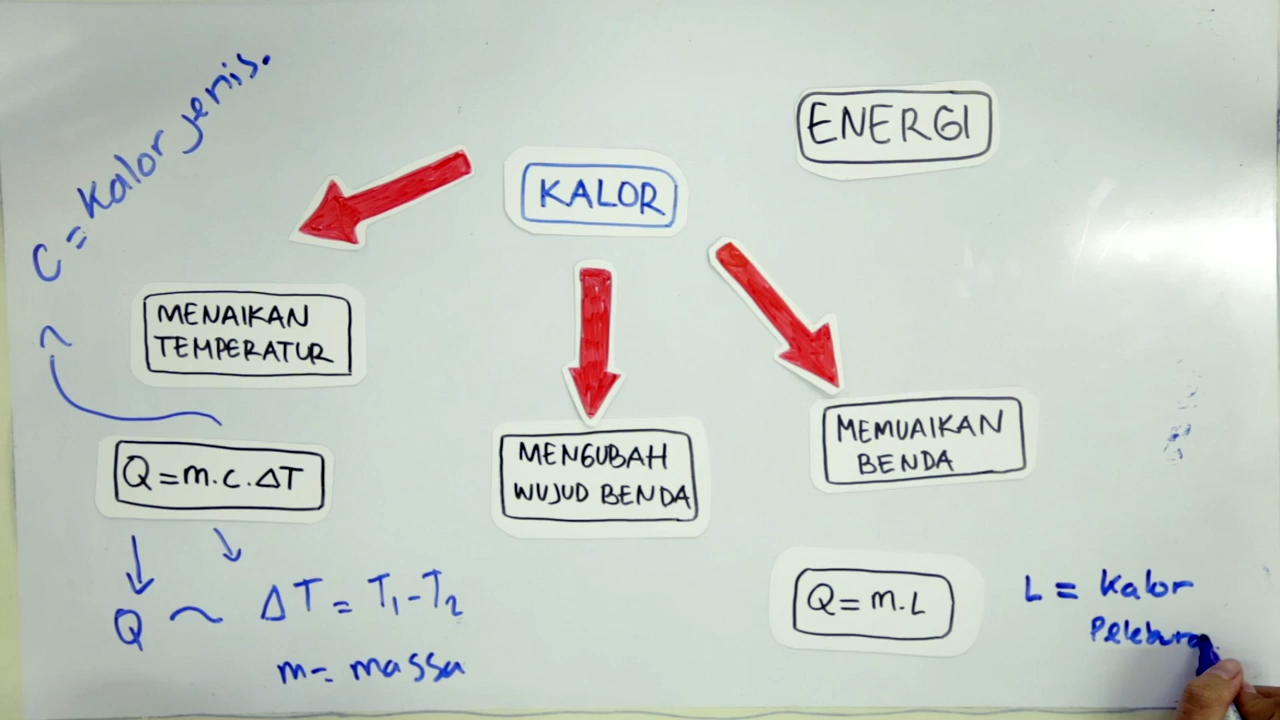 C = Kalor jenis.
ENERGI
KALOR
MENAIKAN
TEMPERATUR
MENGUBAH
WUJUD BENDA
MEMUAIKAN
BENDA
Q = m.c.ΔT
Q ~ ΔT = T1-T2
m = massa
Q = m.L
L = Kalor